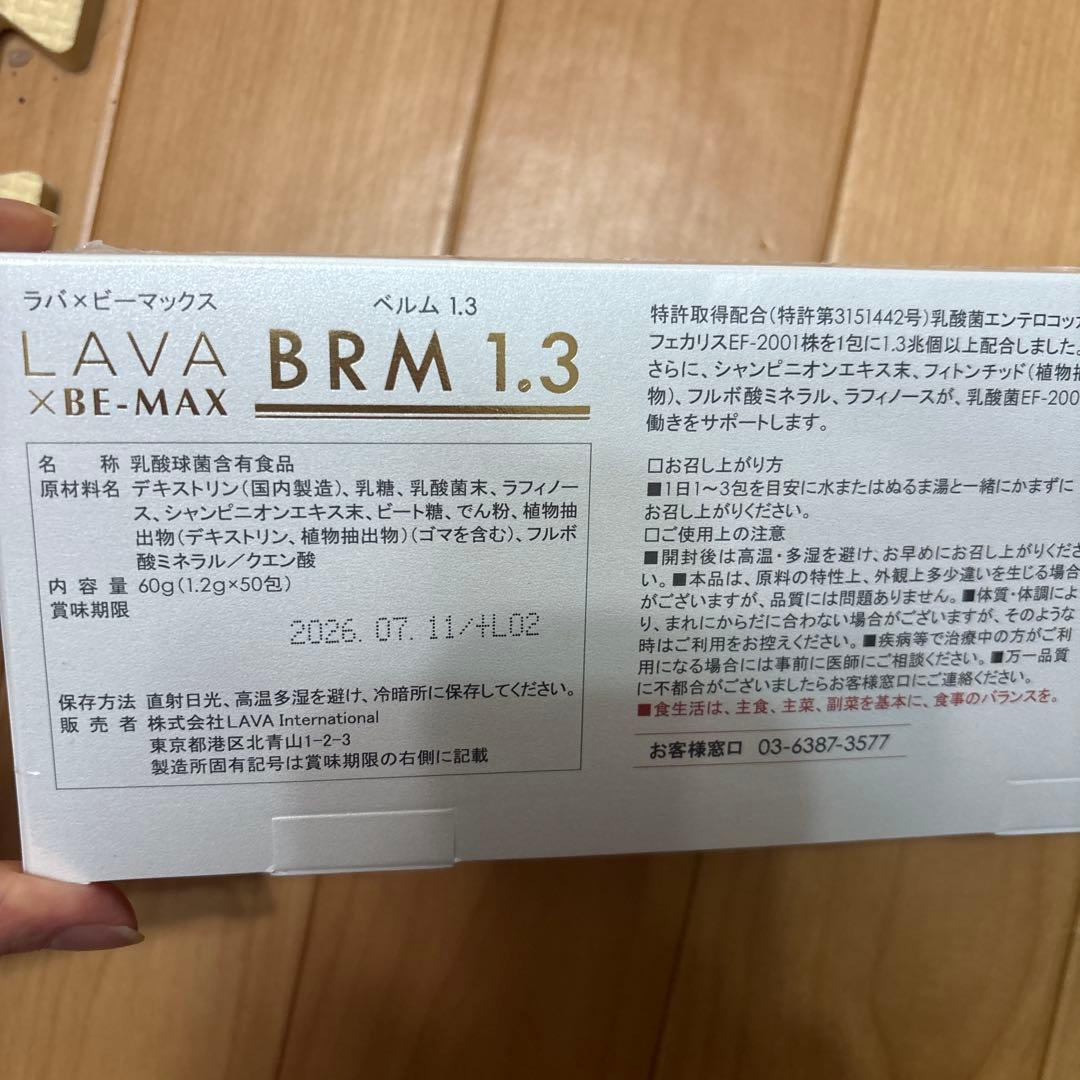 ラバ×ビーマックス
LAVA
×BE-MAX
ベルム 1.3
BRM 1.3
名 称 乳酸球菌含有食品
原材料名 デキストリン(国内製造)、乳糖、乳酸菌末、ラフィノー
ス、シャンピニオンエキス末、ビート糖、でん粉、植物抽
出物(デキストリン、植物抽出物)(ゴマを含む)、フルボ
酸ミネラル/クエン酸
内 容 量 60g(1.2g×50包)
賞味期限
2026. 07. 11/+L02
保存方法 直射日光、高温多湿を避け、冷暗所に保存してください。
販 売 者 株式会社LAVA International
東京都港区北青山1-2-3
製造所固有記号は賞味期限の右側に記載
特許取得配合(特許第3151442号)乳酸菌エンテロコッカ
フェカリスEF-2001株を1包に1.3兆個以上配合しました。
さらに、シャンピニオンエキス末、フィトンチッド(植物抽
物)、フルボ酸ミネラル、ラフィノースが、乳酸菌EF-200
働きをサポートします。
□お召し上がり方
■1日1~3包を目安に水またはぬるま湯と一緒にかまずに
お召し上がりください。
□ご使用上の注意
■開封後は高温・多湿を避け、お早めにお召し上がりくださ
い。■本品は、原料の特性上、外観上多少違いを生じる場合
がございますが、品質には問題ありません。■体質・体調によ
り、まれにからだに合わない場合がございますが、そのような
時はご利用をお控えください。■疾病等で治療中の方がご利
用になる場合には事前に医師にご相談ください。■万一品質
に不都合がございましたらお客様窓口にご連絡ください。
■食生活は、主食、主菜、副菜を基本に、食事のバランスを。
お客様窓口 03-6387-3577